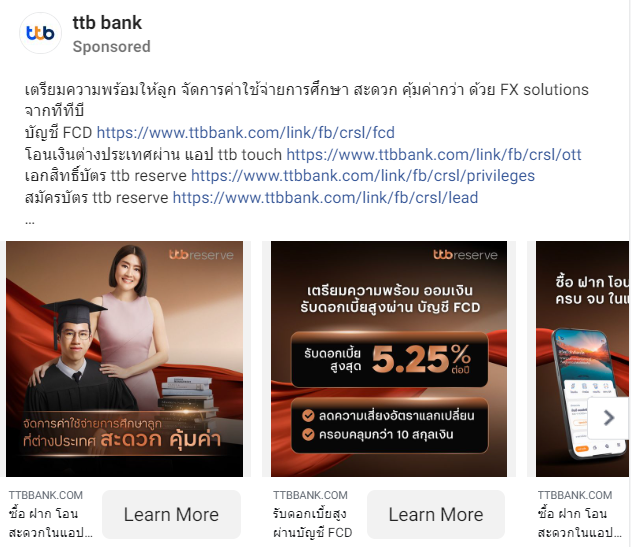 ttb
ttb bank
Sponsored
เตรียมความพร้อมให้ลูก จัดการค่าใช้จ่ายการศึกษา สะดวก คุ้มค่ากว่า ด้วย FX solutions
จากทีทีบี
บัญชี FCD https://www.ttbbank.com/link/fb/crsl/fcd
โอนเงินต่างประเทศผ่าน แอป ttb touch https://www.ttbbank.com/link/fb/crsl/ott
เอกสิทธิ์บัตร ttb reserve https://www.ttbbank.com/link/fb/crsl/privileges
สมัครบัตร ttb reserve https://www.ttbbank.com/link/fb/crsl/lead
...
ttb reserve
จัดการค่าใช้จ่ายการศึกษาลูก
ที่ต่างประเทศ สะดวก คุ้มค่า
TTBBANK.COM
ซื้อ ฝาก โอน
สะดวกในแอป...
Learn More
ttb reserve
เตรียมความพร้อม ออมเงิน
รับดอกเบี้ยสูงผ่าน บัญชี FCD
รับดอกเบี้ย
สูงสุด
5.25%
ต่อปี
ลดความเสี่ยงอัตราแลกเปลี่ยน
ครอบคลุมกว่า 10 สกุลเงิน
TTBBANK.COM
รับดอกเบี้ยสูง
ผ่านบัญชี FCD
Learn More
ซื้อ ฝาก โอน
ครบ จบ ในแ
TTBBANK.COM
ซื้อ ฝาก โอน
สะดวกในแอป...